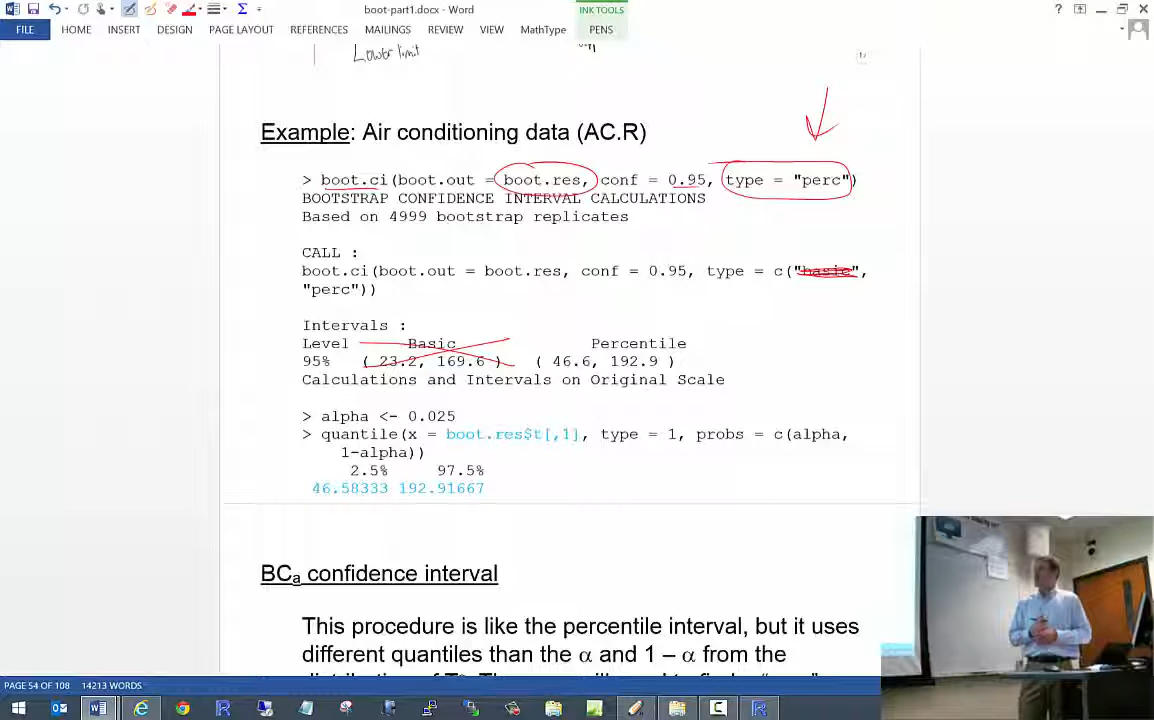 boot-part1.docx - Word
INK TOOLS
FILE HOME INSERT DESIGN PAGE LAYOUT REFERENCES MAILINGS REVIEW VIEW MathType PENS
Lower limit
Example: Air conditioning data (AC.R)
> boot.ci(boot.out = boot.res, conf = 0.95, type = "perc")
BOOTSTRAP CONFIDENCE INTERVAL CALCULATIONS
Based on 4999 bootstrap replicates
CALL :
boot.ci(boot.out = boot.res, conf = 0.95, type = c("basic",
"perc"))
Intervals :
Level Basic Percentile
95% ( 23.2, 169.6 ) ( 46.6, 192.9 )
Calculations and Intervals on Original Scale
> alpha <- 0.025
> quantile(x = boot.res$t[,1], type = 1, probs = c(alpha,
1-alpha))
2.5% 97.5%
46.58333 192.91667
BCa confidence interval
This procedure is like the percentile interval, but it uses
different quantiles than the α and 1 – α from the
PAGE 54 OF 108 14213 WORDS